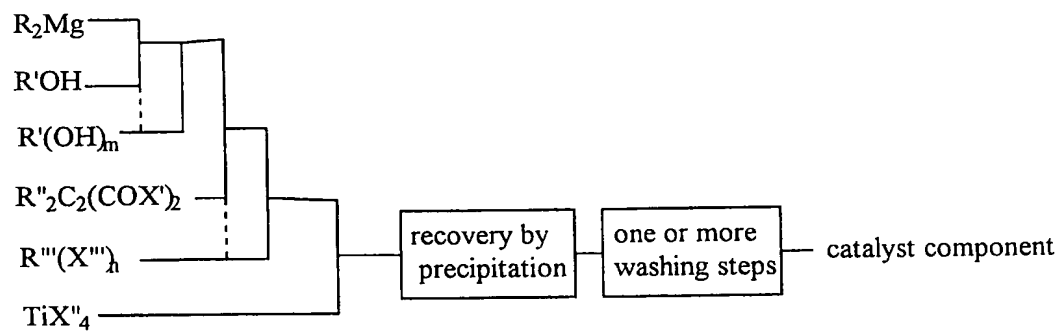 R₂Mg
R'OH
R'(OH)ₘ
R"₂C₂(COX')₂
R'''(X''')ₙ
TiX"₄
recovery by
precipitation
one or more
washing steps
catalyst component